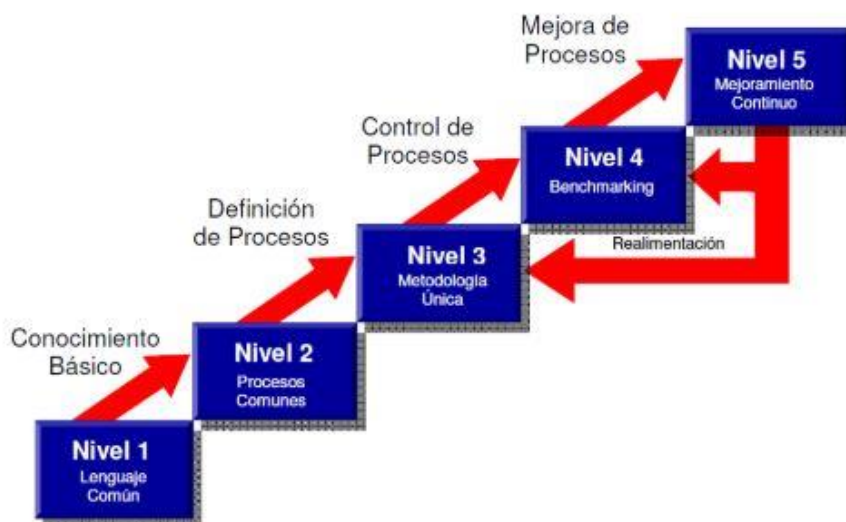 Mejora de
Procesos
Nivel 5
Mejoramiento
Continuo
Control de
Procesos
Nivel 4
Benchmarking
Definición
de Procesos
Nivel 3
Metodología
Única
Realimentación
Conocimiento
Básico
Nivel 2
Procesos
Comunes
Nivel 1
Lenguaje
Común